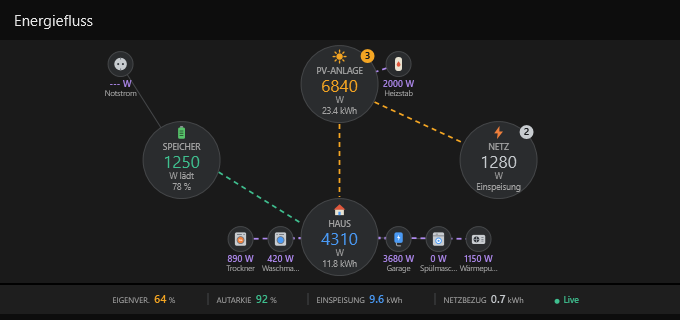 Energiefluss
3
PV-ANLAGE
6840
W
23.4 kWh
--- W
Notstrom
2000 W
Heizstab
SPEICHER
1250
W lädt
78 %
2
NETZ
1280
W
Einspeisung
HAUS
4310
W
11.8 kWh
890 W
Trockner
420 W
Waschma...
3680 W
Garage
0 W
Spülmasc...
1150 W
Wärmepu...
EIGENVER. 64 %
AUTARKIE 92 %
EINSPEISUNG 9.6 kWh
NETZBEZUG 0.7 kWh
Live